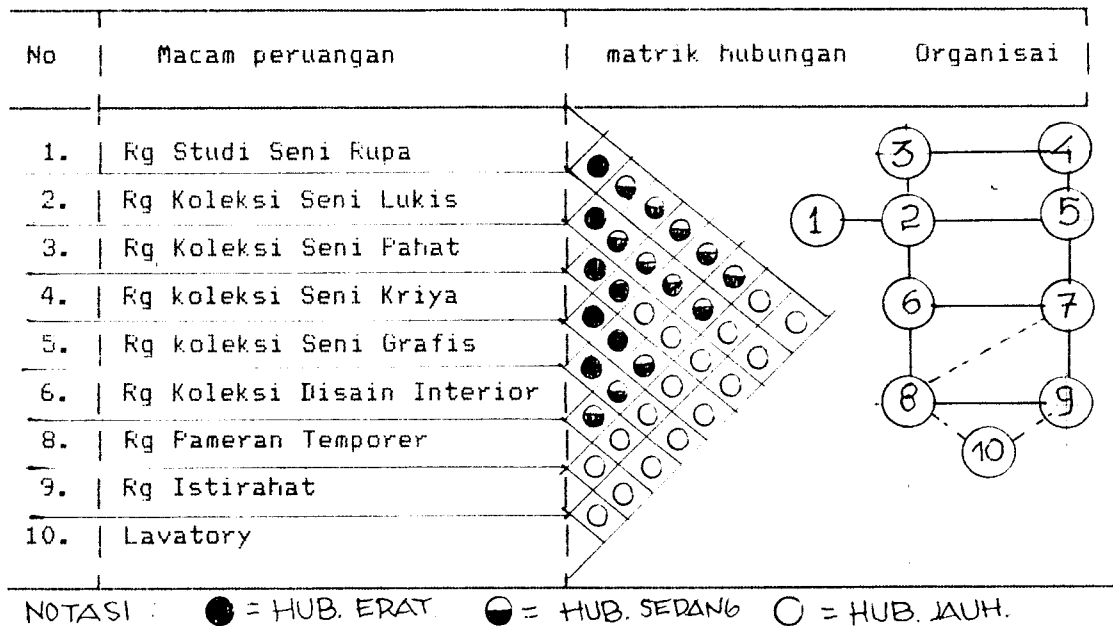 No | Macam peruangan | matrik hubungan Organisai |
1. | Rg Studi Seni Rupa
2. | Rg Koleksi Seni Lukis
3. | Rg Koleksi Seni Pahat
4. | Rg koleksi Seni Kriya
5. | Rg koleksi Seni Grafis
6. | Rg Koleksi Disain Interior
8. | Rg Pameran Temporer
9. | Rg Istirahat
10. | Lavatory
3 4
1 2 5
6 7
8 9
10
NOTASI : = HUB. ERAT = HUB. SEDANG = HUB. JAUH.